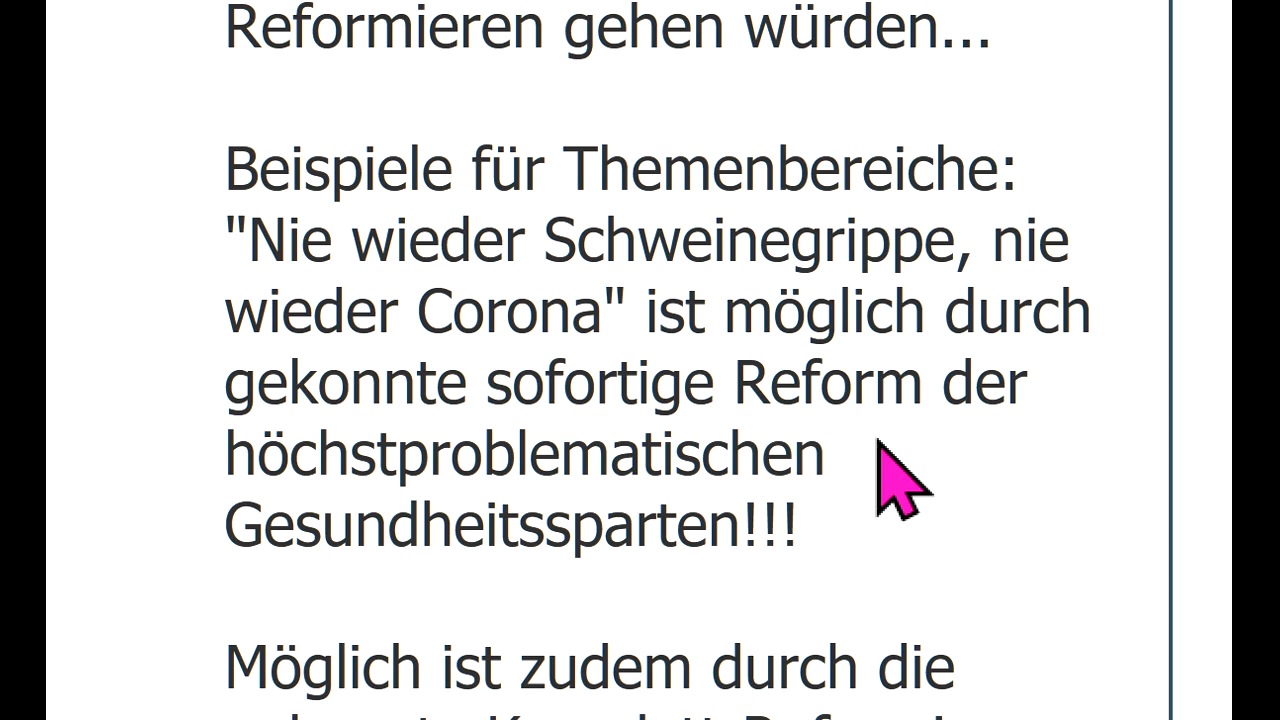 Reformieren gehen würden...
Beispiele für Themenbereiche:
"Nie wieder Schweinegrippe, nie
wieder Corona" ist möglich durch
gekonnte sofortige Reform der
höchstproblematischen
Gesundheitssparten!!!
Möglich ist zudem durch die